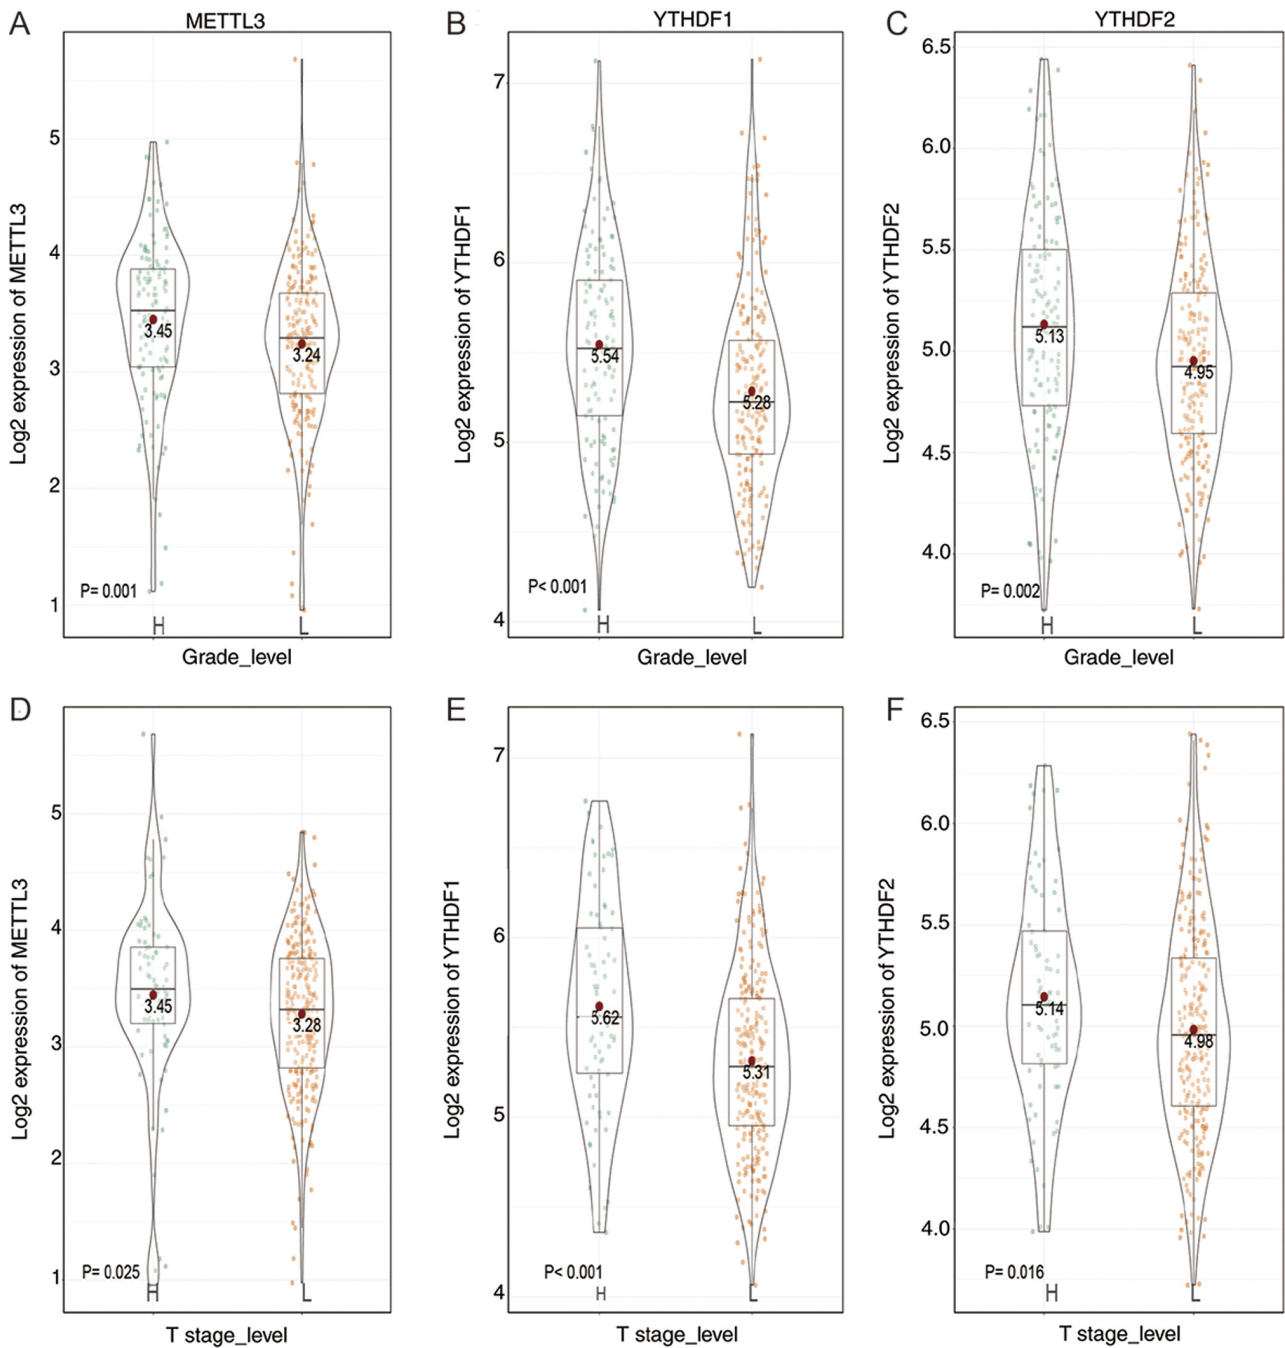 A
METTL3
Log2 expression of METTL3
5
4
3
2
1
3.45
3.24
P= 0.001
H
L
Grade_level
B
YTHDF1
Log2 expression of YTHDF1
7
6
5
4
5.54
5.28
P< 0.001
H
L
Grade_level
C
YTHDF2
Log2 expression of YTHDF2
6.5
6.0
5.5
5.0
4.5
4.0
5.13
4.95
P= 0.002
H
L
Grade_level
D
Log2 expression of METTL3
5
4
3
2
1
3.45
3.28
P= 0.025
H
L
T stage_level
E
Log2 expression of YTHDF1
7
6
5
4
5.62
5.31
P< 0.001
H
L
T stage_level
F
Log2 expression of YTHDF2
6.5
6.0
5.5
5.0
4.5
4.0
5.14
4.98
P= 0.016
H
L
T stage_level